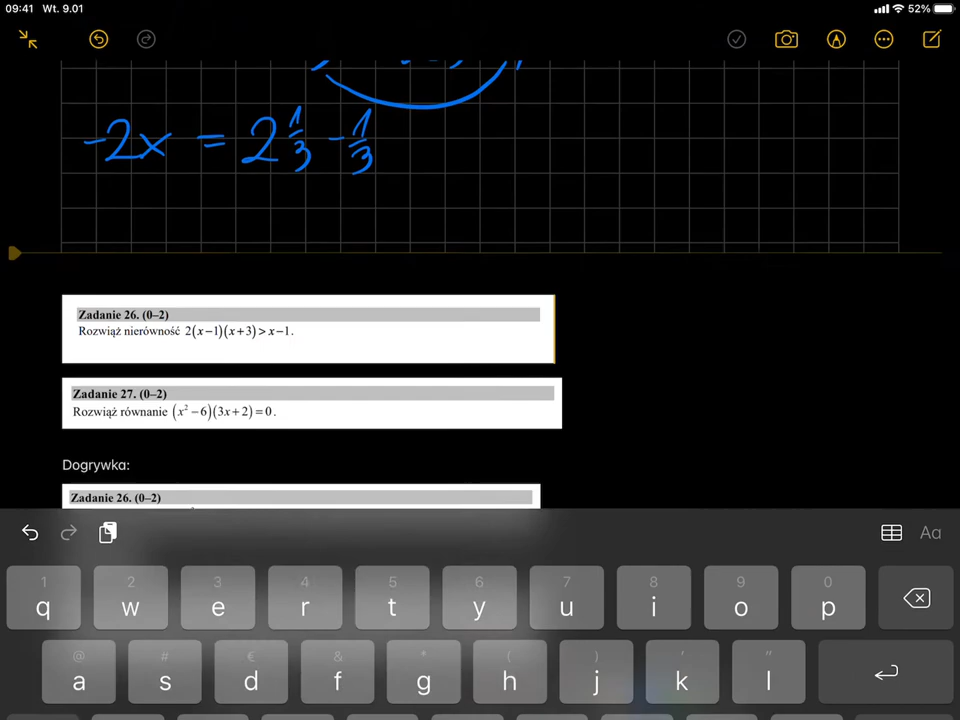 09:41 Wt. 9.01 52%
-2x = 2 1/3 - 1/3
Zadanie 26. (0–2)
Rozwiąż nierówność 2(x−1)(x+3) > x−1.
Zadanie 27. (0–2)
Rozwiąż równanie (x² − 6)(3x + 2) = 0.
Dogrywka:
Zadanie 26. (0–2)
Aa
1 2 3 4 5 6 7 8 9 0
q w e r t y u i o p
@ # € & * ( ) ' "
a s d f g h j k l